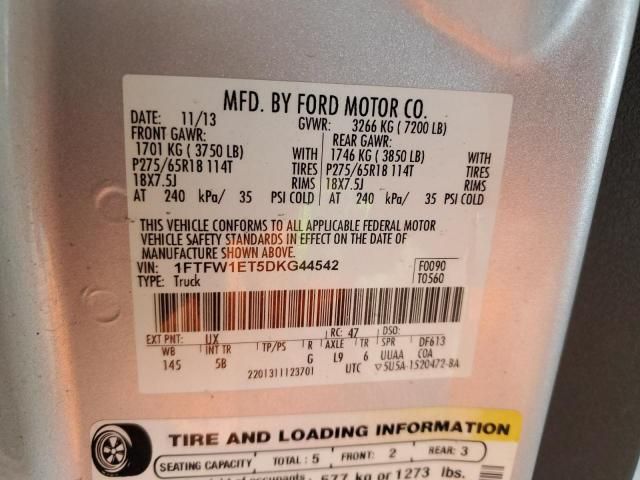 MFD. BY FORD MOTOR CO.
DATE: 11/13 GVWR: 3266 KG ( 7200 LB)
FRONT GAWR: REAR GAWR:
1701 KG ( 3750 LB) WITH 1746 KG ( 3850 LB) WITH
P275/65R18 114T TIRES P275/65R18 114T TIRES
18X7.5J RIMS 18X7.5J RIMS
AT 240 kPa/ 35 PSI COLD AT 240 kPa/ 35 PSI COLD
THIS VEHICLE CONFORMS TO ALL APPLICABLE FEDERAL MOTOR
VEHICLE SAFETY STANDARDS IN EFFECT ON THE DATE OF
MANUFACTURE SHOWN ABOVE.
VIN: 1FTFW1ET5DKG44542 F0090
TYPE: Truck T0560
EXT PNT: UX RC: 47 DSO:
WB INT TR TP/PS R AXLE TR SPR DF613
145 5B G L9 6 UUAA COA
2201311123701 UTC ▽5U5A-1520472-BA
TIRE AND LOADING INFORMATION
SEATING CAPACITY TOTAL : 5 FRONT: 2 REAR: 3
577 kg or 1273 lbs.